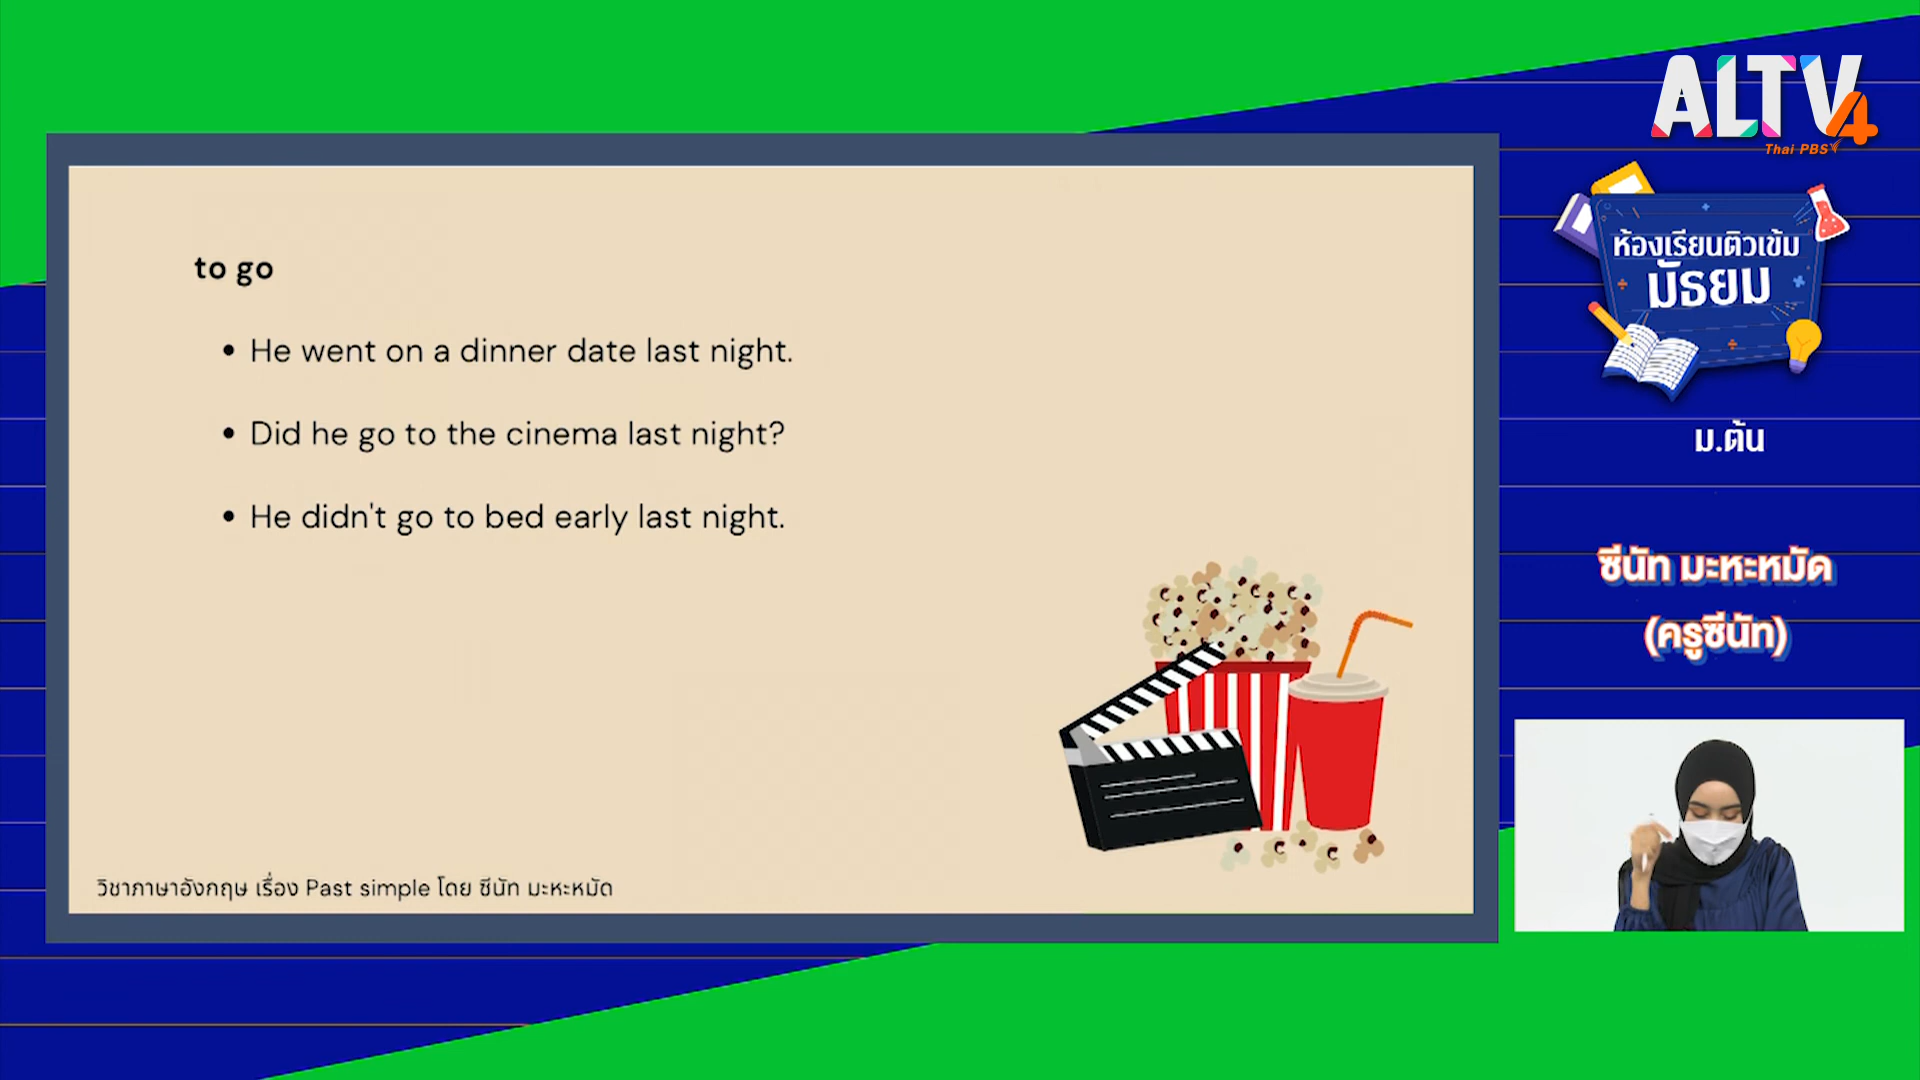 to go
• He went on a dinner date last night.
• Did he go to the cinema last night?
• He didn't go to bed early last night.
วิชาภาษาอังกฤษ เรื่อง Past simple โดย ซีนัท มะหะหมัด
ALTV4
Thai PBS
ห้องเรียนติวเข้ม
มัธยม
ม.ต้น
ซีนัท มะหะหมัด
(ครูซีนัท)